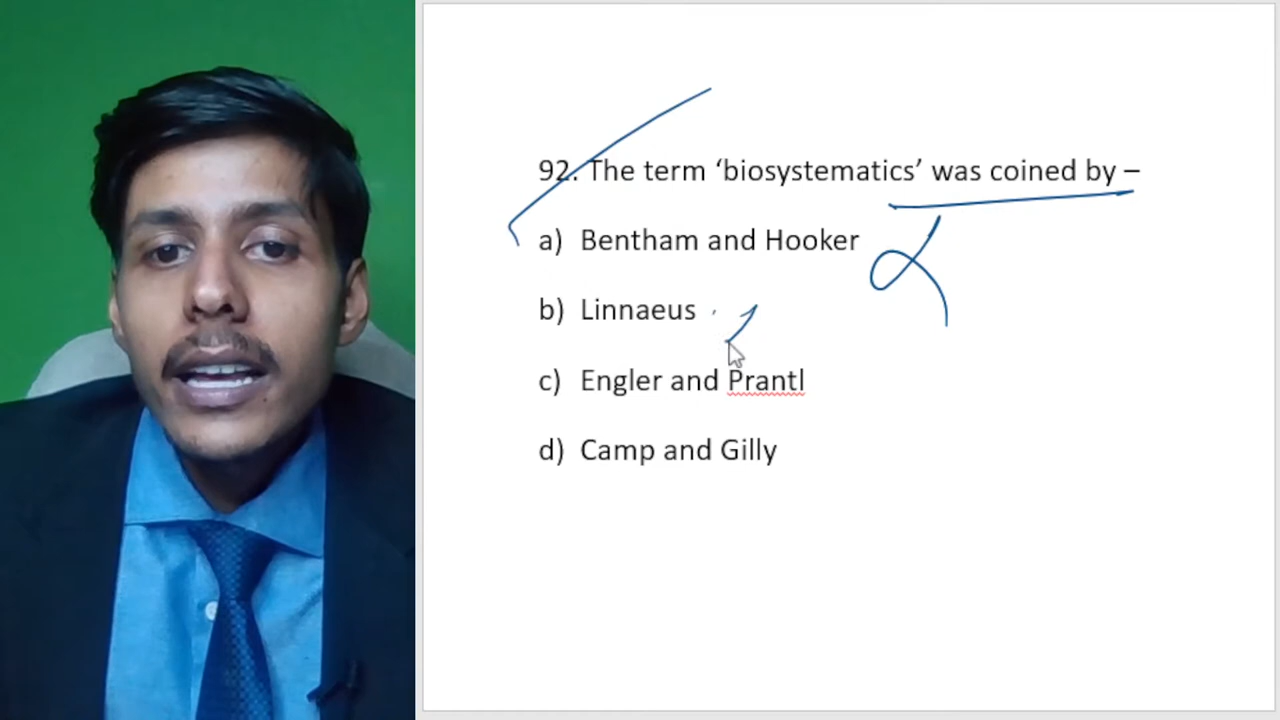 92. The term ‘biosystematics’ was coined by –
a) Bentham and Hooker
b) Linnaeus
c) Engler and Prantl
d) Camp and Gilly